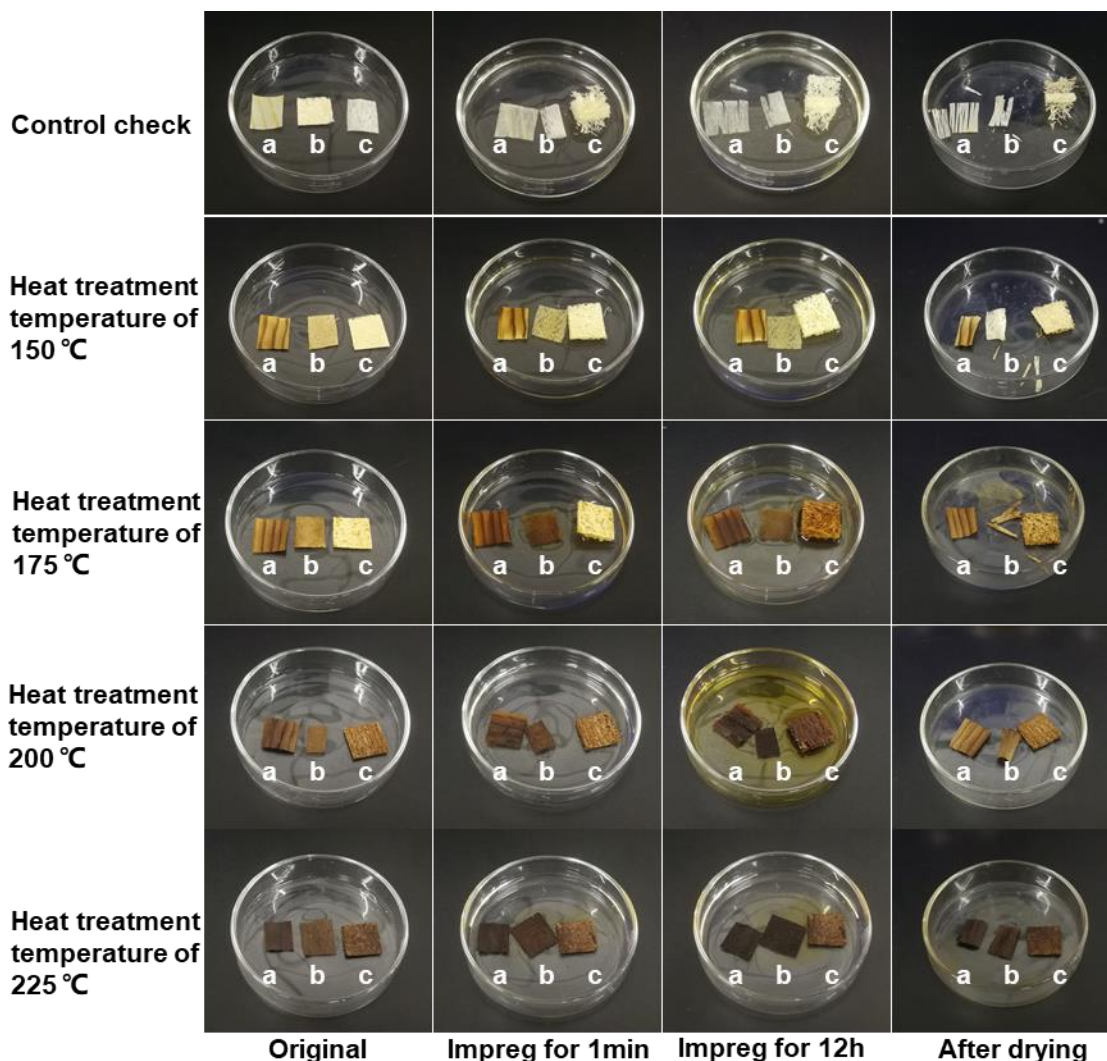 Control check
a b c
a b c
a b c
a b c
Heat treatment
temperature of
150 ℃
a b c
a b c
a b c
a b c
Heat treatment
temperature of
175 ℃
a b c
a b c
a b c
a b c
Heat treatment
temperature of
200 ℃
a b c
a b c
a b c
a b c
Heat treatment
temperature of
225 ℃
a b c
a b c
a b c
a b c
Original
Impreg for 1min
Impreg for 12h
After drying